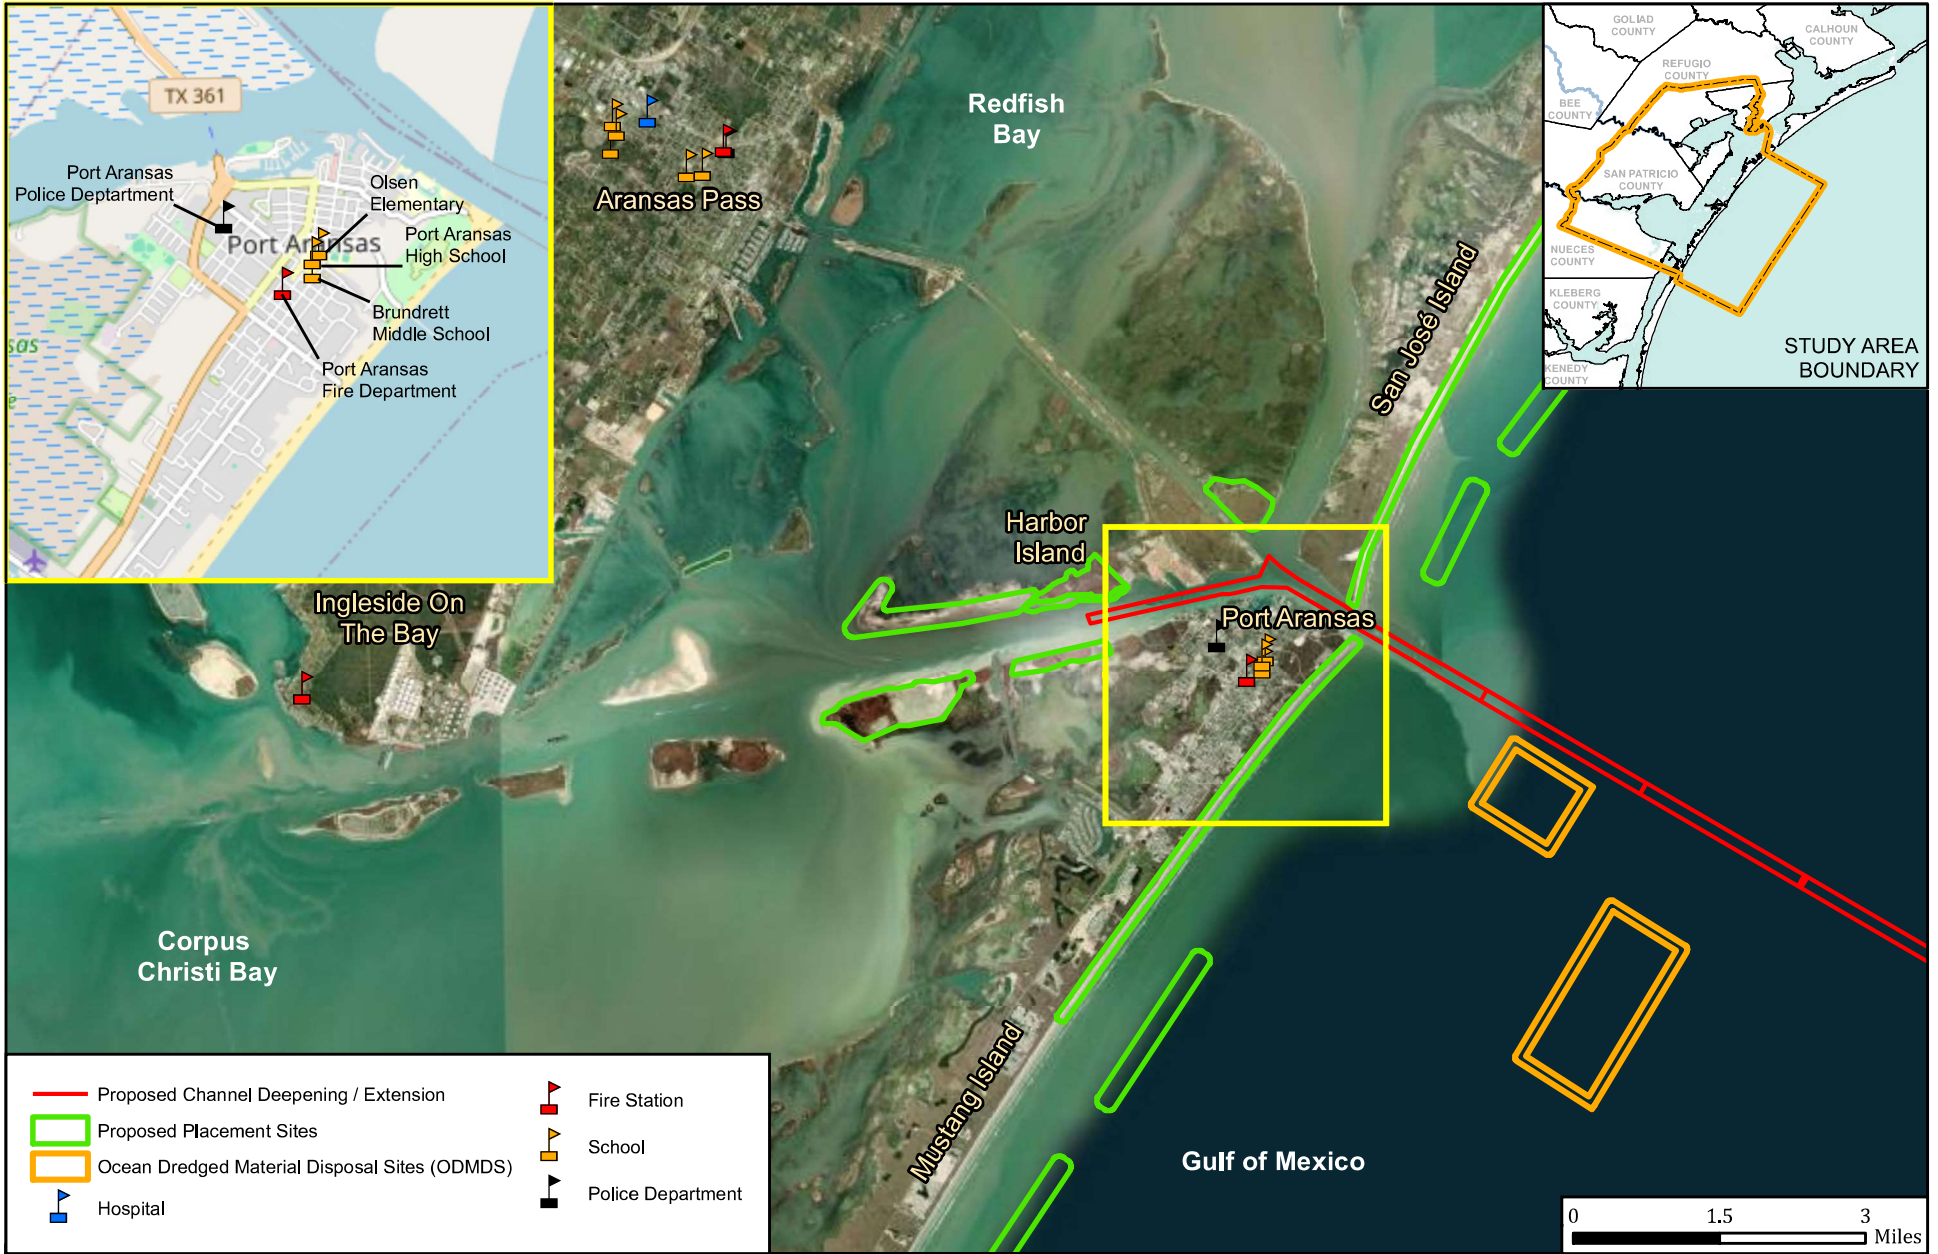 TX 361
Port Aransas
Police Deptartment
Olsen
Elementary
Port Aransas
Port Aransas
High School
Brundrett
Middle School
Port Aransas
Fire Department
sas
Redfish
Bay
Aransas Pass
San José Island
GOLIAD
COUNTY
CALHOUN
COUNTY
REFUGIO
COUNTY
BEE
COUNTY
SAN PATRICIO
COUNTY
NUECES
COUNTY
KLEBERG
COUNTY
KENEDY
COUNTY
STUDY AREA
BOUNDARY
Harbor
Island
Ingleside On
The Bay
Port Aransas
Corpus
Christi Bay
Mustang Island
Gulf of Mexico
Proposed Channel Deepening / Extension
Proposed Placement Sites
Ocean Dredged Material Disposal Sites (ODMDS)
Hospital
Fire Station
School
Police Department
0 1.5 3
Miles